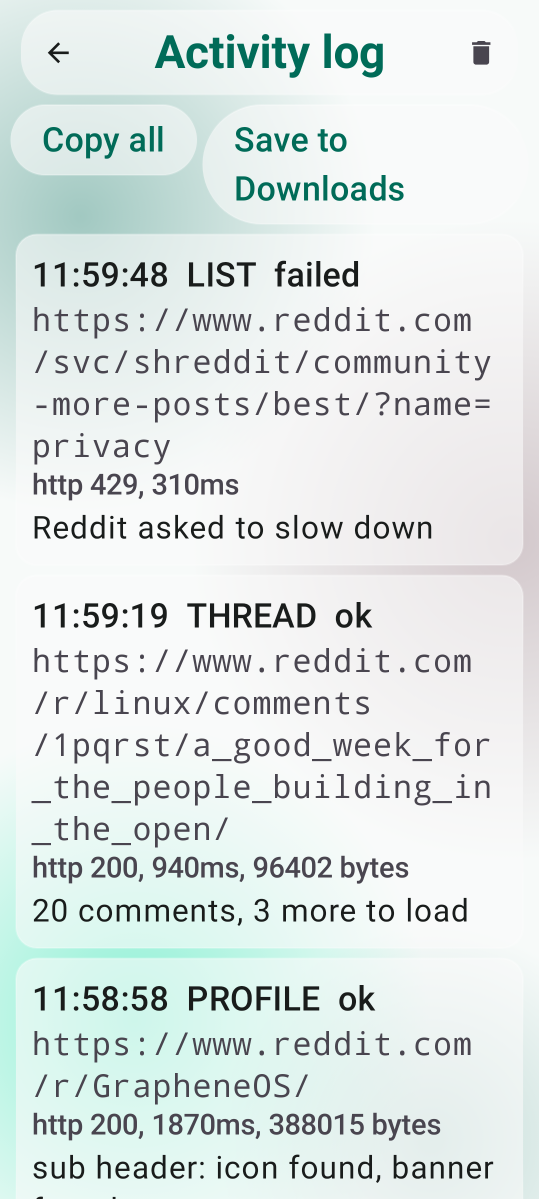 Activity log
Copy all
Save to
Downloads
11:59:48 LIST failed
https://www.reddit.com
/svc/shreddit/community
-more-posts/best/?name=
privacy
http 429, 310ms
Reddit asked to slow down
11:59:19 THREAD ok
https://www.reddit.com
/r/linux/comments
/1pqrst/a_good_week_for
_the_people_building_in
_the_open/
http 200, 940ms, 96402 bytes
20 comments, 3 more to load
11:58:58 PROFILE ok
https://www.reddit.com
/r/GrapheneOS/
http 200, 1870ms, 388015 bytes
sub header: icon found, banner